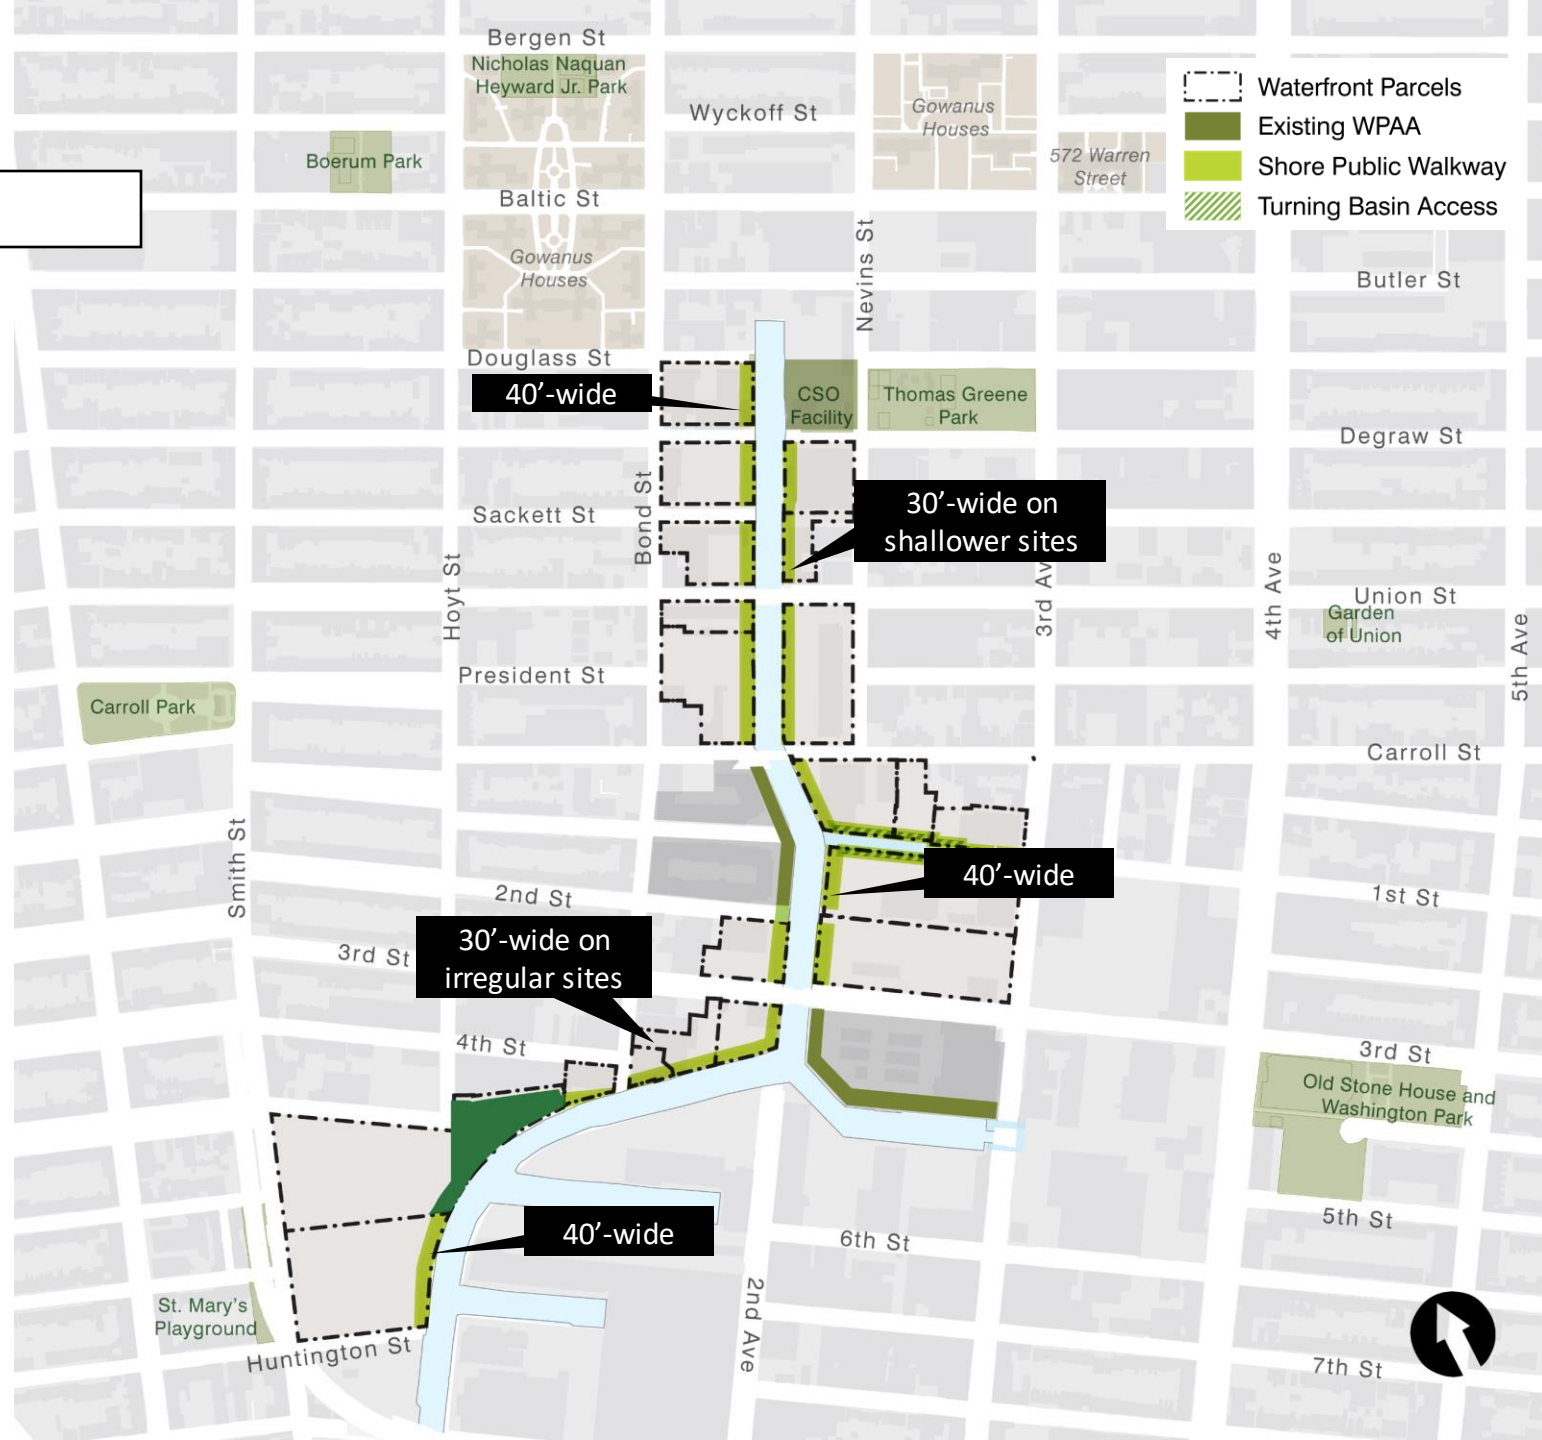 Bergen St
Nicholas Naquan
Heyward Jr. Park
Wyckoff St
Gowanus
Houses
Waterfront Parcels
Existing WPAA
Shore Public Walkway
Turning Basin Access
Boerum Park
572 Warren
Street
Baltic St
Gowanus
Houses
Nevins St
Butler St
Douglass St
40’-wide
CSO
Facility
Thomas Greene
Park
Degraw St
Bond St
Sackett St
30’-wide on
shallower sites
Hoyt St
3rd Av
4th Ave
Union St
Garden
of Union
5th Ave
President St
Carroll Park
Carroll St
Smith St
40’-wide
2nd St
1st St
3rd St
30’-wide on
irregular sites
4th St
3rd St
Old Stone House and
Washington Park
40’-wide
6th St
5th St
2nd Ave
St. Mary’s
Playground
Huntington St
7th St